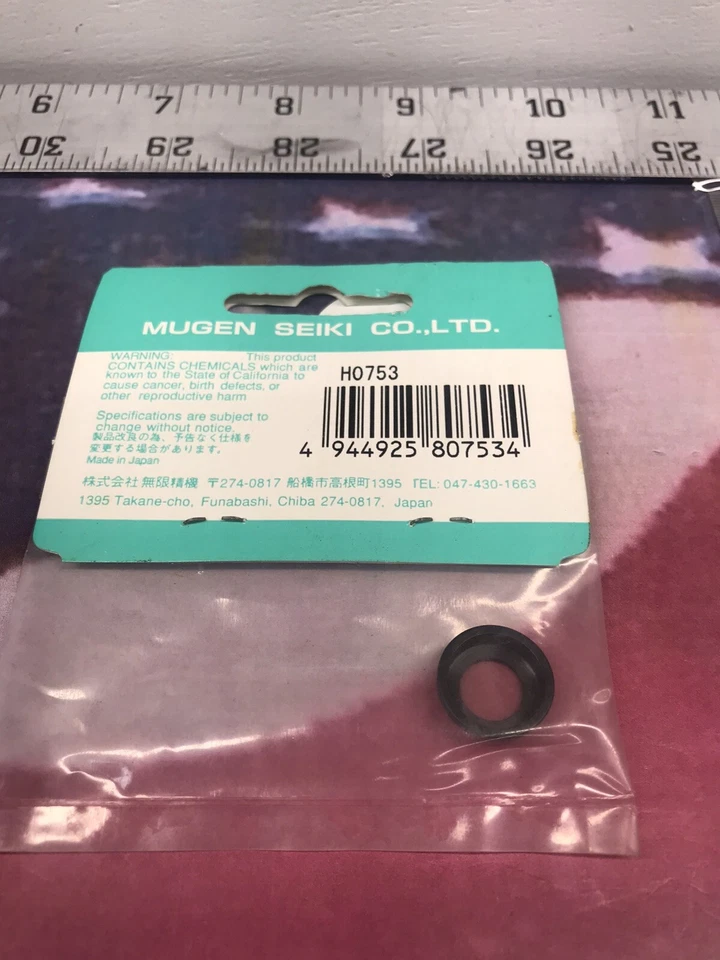 6 7 8 9 10 11
30 29 28 27 26 25
MUGEN SEIKI CO.,LTD.
WARNING: This product
CONTAINS CHEMICALS which are
known to the State of California to
cause cancer, birth defects, or
other reproductive harm
Specifications are subject to
change without notice.
製品改良の為、予告なく仕様を
変更する場合があります。
Made in Japan
H0753
4 944925 807534
株式会社 無限精機 〒274-0817 船橋市高根町1395 TEL: 047-430-1663
1395 Takane-cho, Funabashi, Chiba 274-0817, Japan